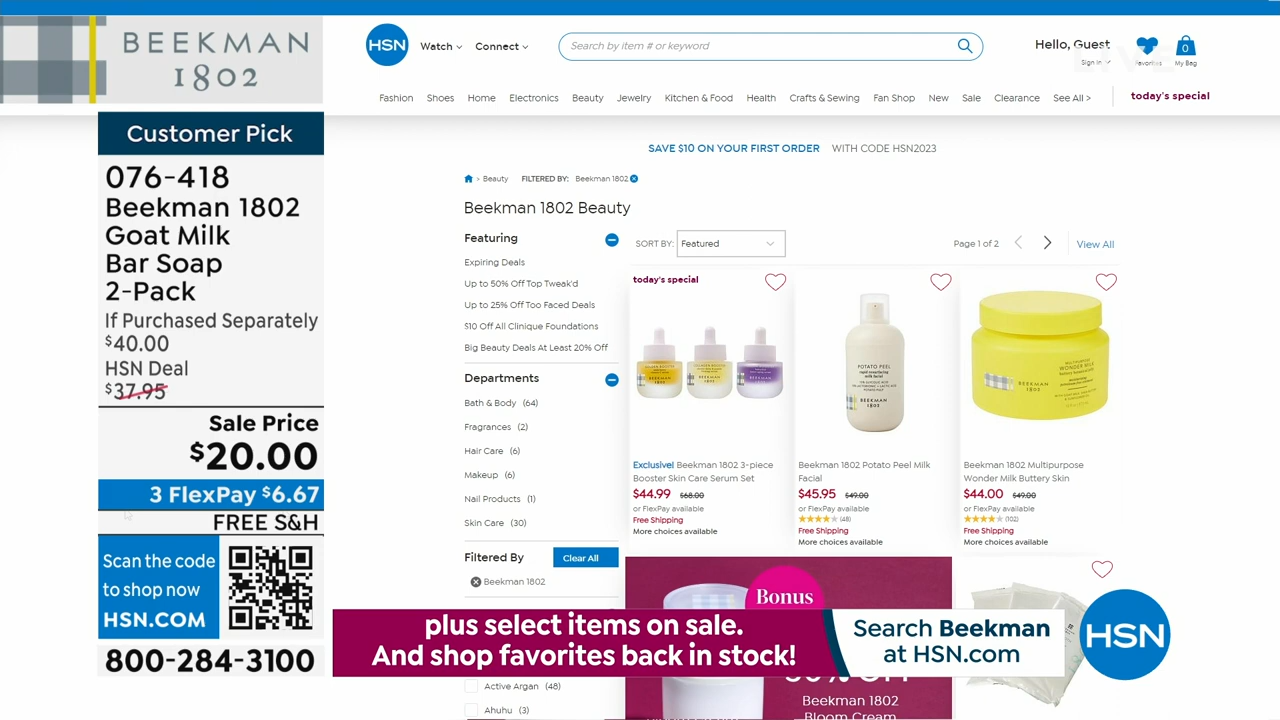 BEEKMAN
1802
Customer Pick
076-418
Beekman 1802
Goat Milk
Bar Soap
2-Pack
If Purchased Separately
$40.00
HSN Deal
$37.95
Sale Price
$20.00
3 FlexPay $6.67
FREE S&H
Scan the code
to shop now
HSN.COM
800-284-3100
HSN
Watch
Connect
Search by item # or keyword
Hello, Guest
Sign In
Favorites
0
My Bag
Fashion Shoes Home Electronics Beauty Jewelry Kitchen & Food Health Crafts & Sewing Fan Shop New Sale Clearance See All >
today's special
SAVE $10 ON YOUR FIRST ORDER WITH CODE HSN2023
> Beauty FILTERED BY: Beekman 1802
Beekman 1802 Beauty
Featuring
Expiring Deals
Up to 50% Off Top Tweak'd
Up to 25% Off Too Faced Deals
$10 Off All Clinique Foundations
Big Beauty Deals At Least 20% Off
Departments
Bath & Body (64)
Fragrances (2)
Hair Care (6)
Makeup (6)
Nail Products (1)
Skin Care (30)
Filtered By
Clear All
Beekman 1802
Active Argan (48)
Ahuhu (3)
SORT BY: Featured
Page 1 of 2
View All
today's special
Exclusive! Beekman 1802 3-piece
Booster Skin Care Serum Set
$44.99 $68.00
or FlexPay available
Free Shipping
More choices available
POTATO PEEL
rapid resurfacing
milk facial
BEEKMAN
1802
Beekman 1802 Potato Peel Milk
Facial
$45.95 $49.00
or FlexPay available
(48)
Free Shipping
More choices available
WONDER MILK
BEEKMAN
1802
Beekman 1802 Multipurpose
Wonder Milk Buttery Skin
$44.00 $49.00
or FlexPay available
(102)
Free Shipping
More choices available
Bonus
Beekman 1802
Bloom Cream
plus select items on sale.
And shop favorites back in stock!
Search Beekman
at HSN.com
HSN